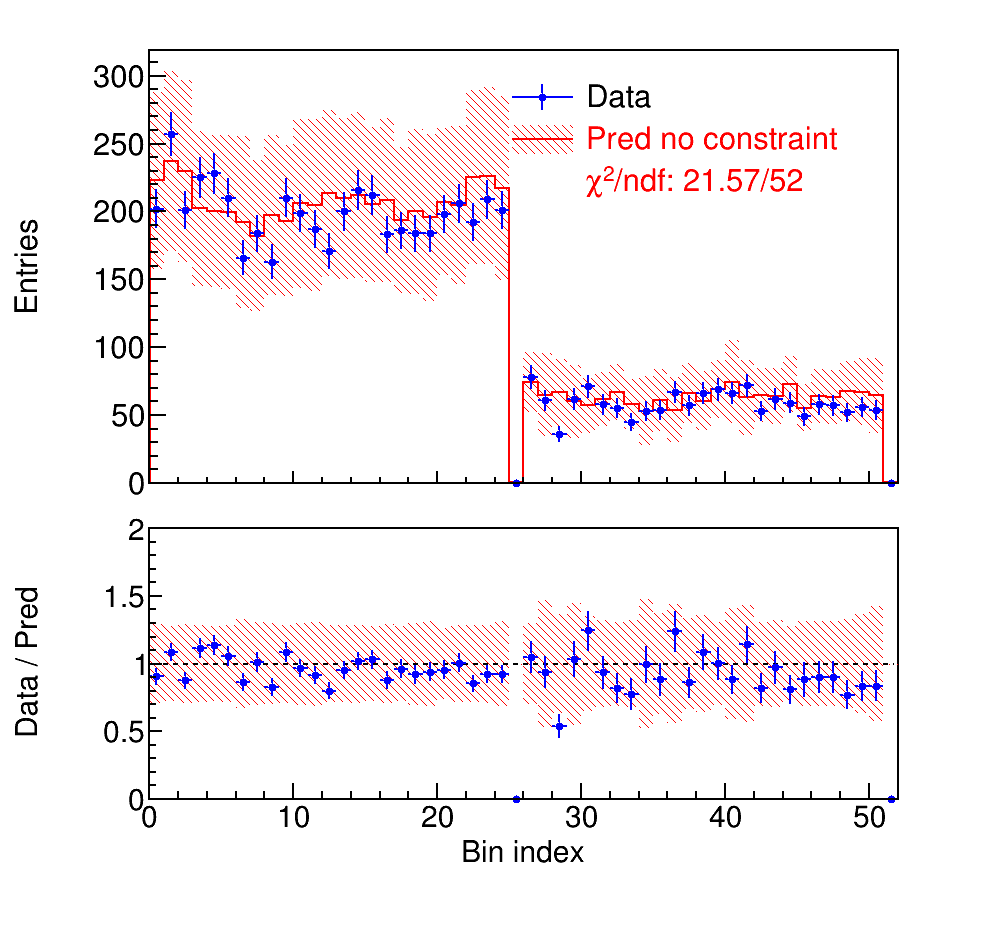 Entries
300
250
200
150
100
50
0
Data
Pred no constraint
χ²/ndf: 21.57/52
Data / Pred
2
1.5
1
0.5
0
0 10 20 30 40 50
Bin index